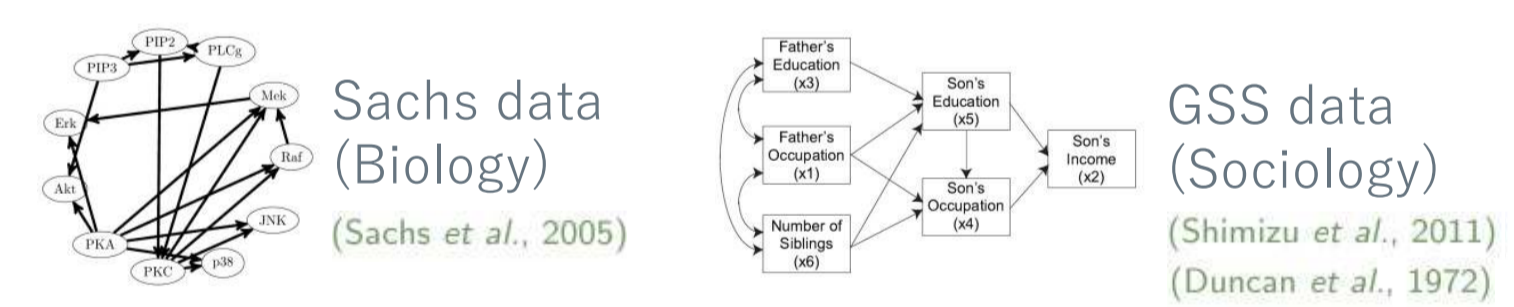 PIP2
PLCg
PIP3
Mek
Erk
Raf
Akt
JNK
PKA
p38
PKC
Sachs data
(Biology)
(Sachs et al., 2005)
Father's
Education
(x3)
Father's
Occupation
(x1)
Number of
Siblings
(x6)
Son's
Education
(x5)
Son's
Occupation
(x4)
Son's
Income
(x2)
GSS data
(Sociology)
(Shimizu et al., 2011)
(Duncan et al., 1972)